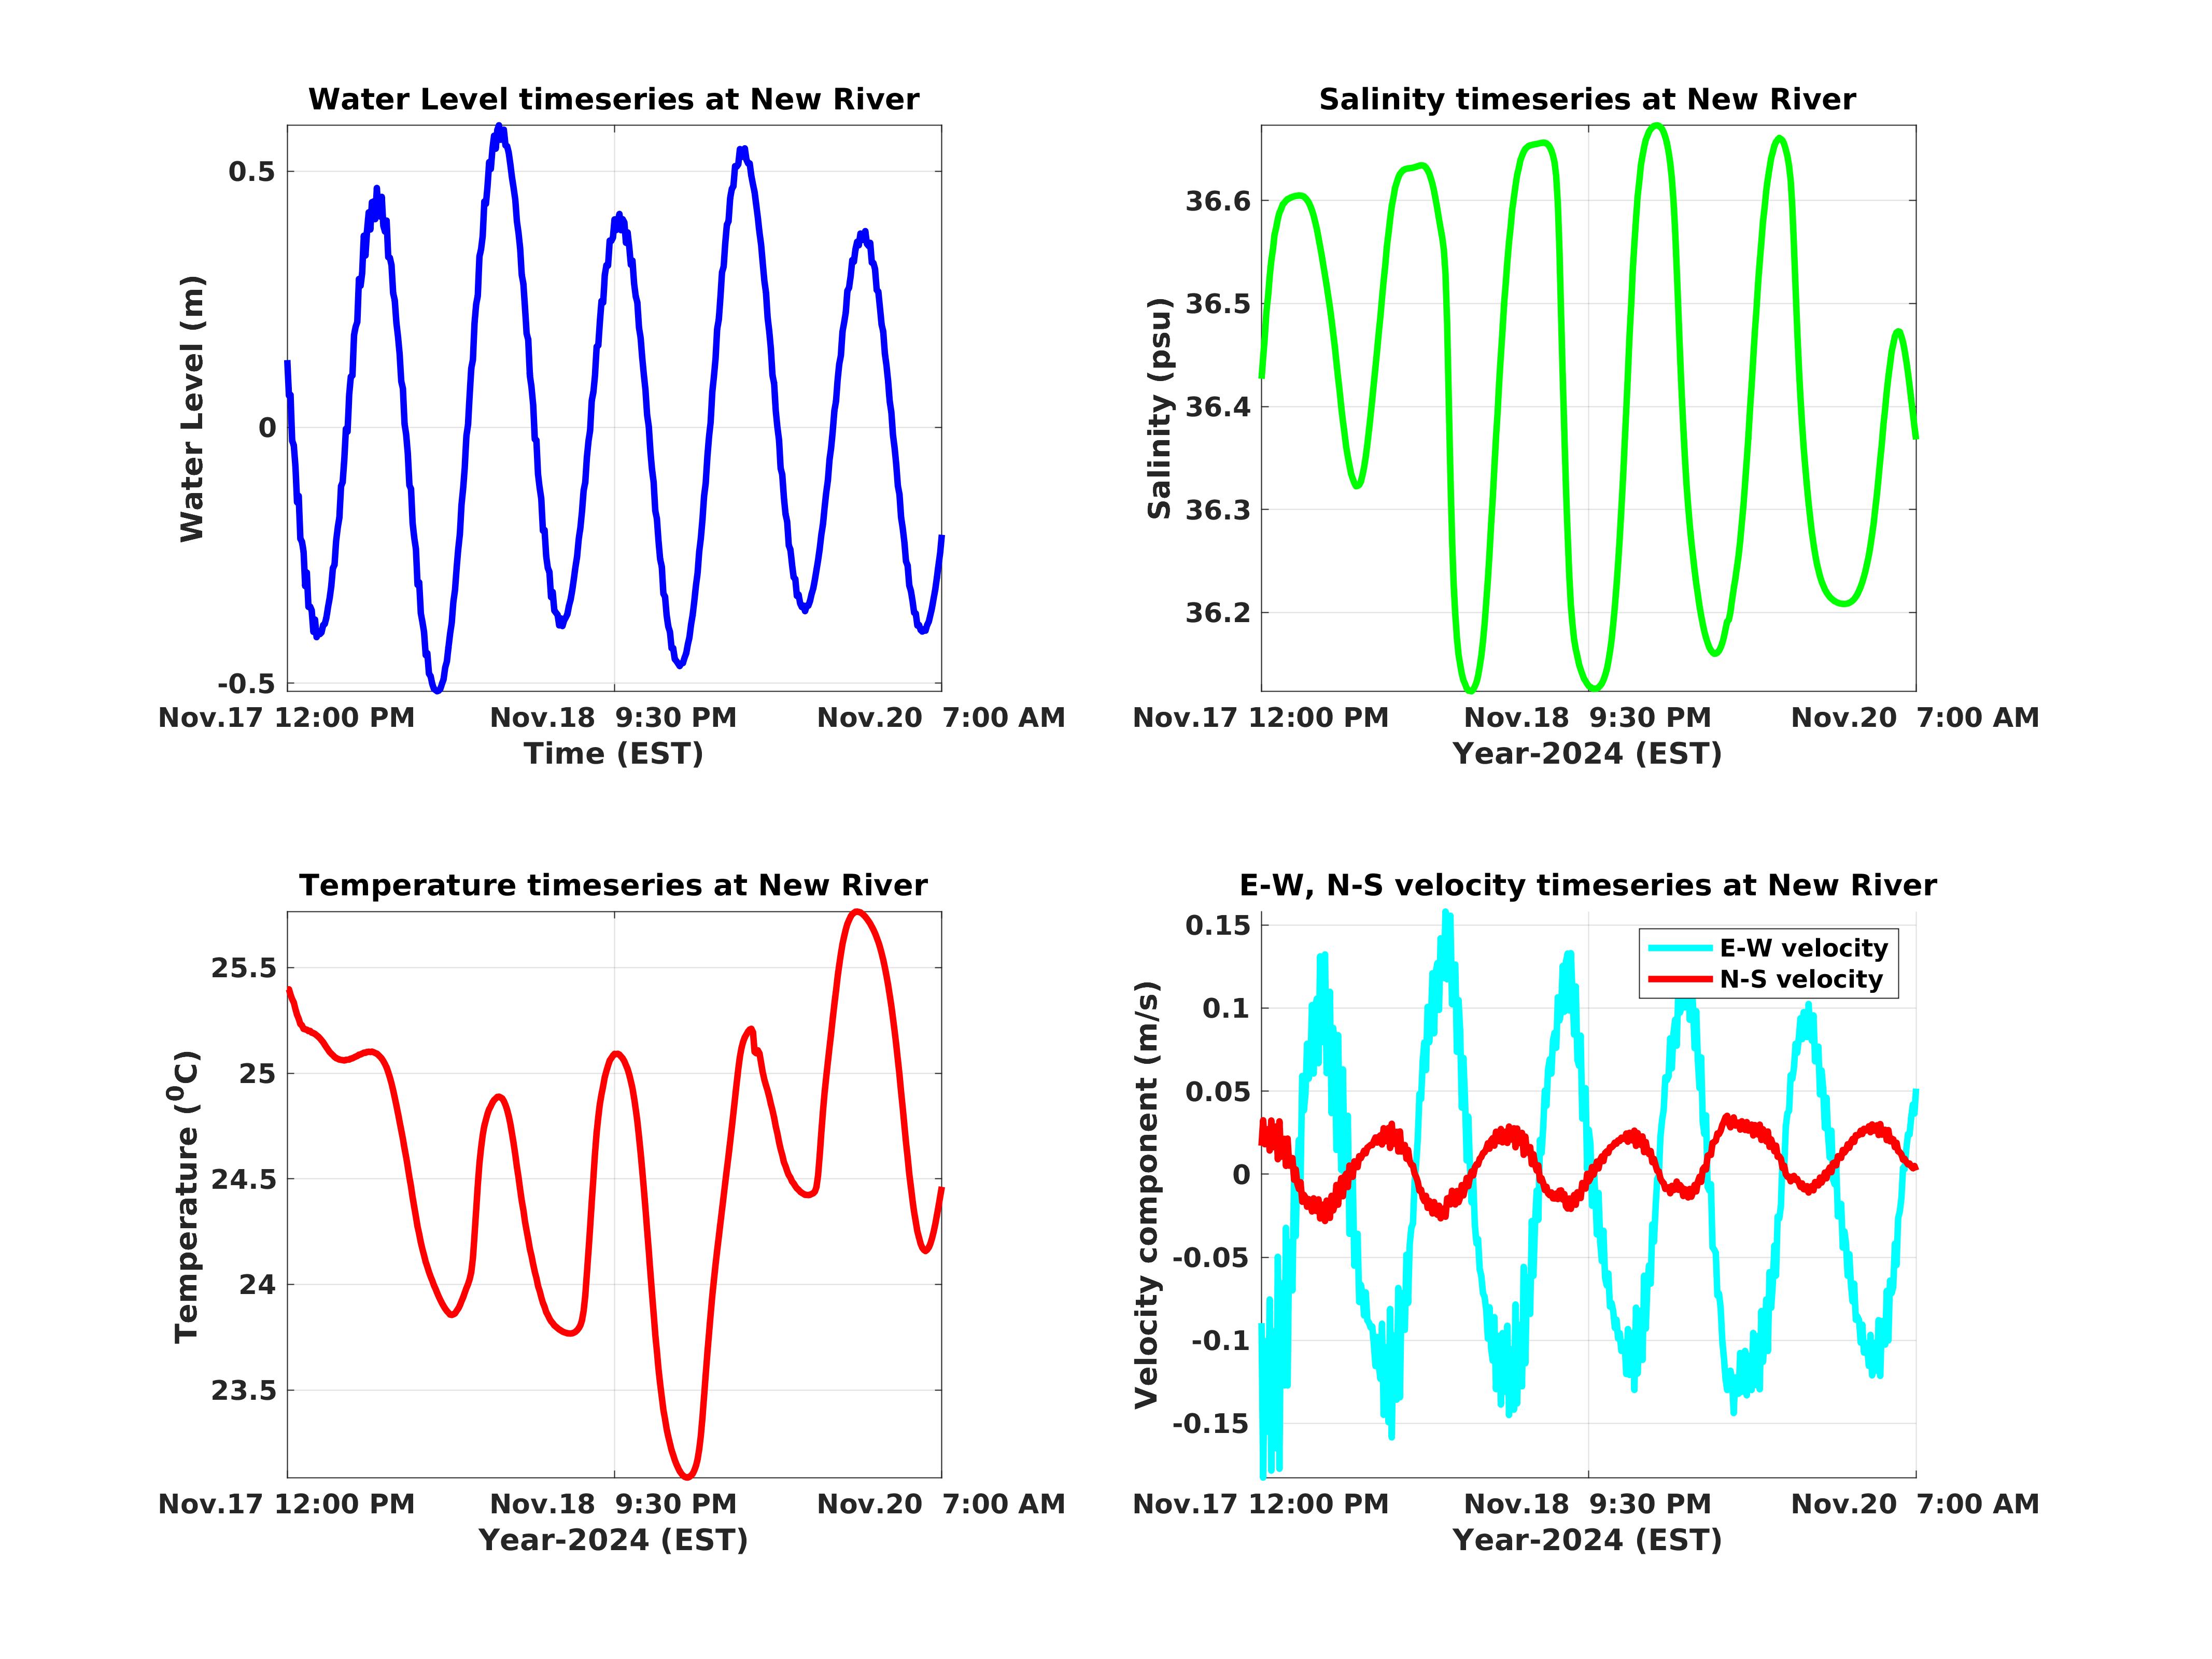 Water Level timeseries at New River
0.5
0
-0.5
Water Level (m)
Nov.17 12:00 PM
Nov.18 9:30 PM
Nov.20 7:00 AM
Time (EST)
Salinity timeseries at New River
36.6
36.5
36.4
36.3
36.2
Salinity (psu)
Nov.17 12:00 PM
Nov.18 9:30 PM
Nov.20 7:00 AM
Year-2024 (EST)
Temperature timeseries at New River
25.5
25
24.5
24
23.5
Temperature (⁰C)
Nov.17 12:00 PM
Nov.18 9:30 PM
Nov.20 7:00 AM
Year-2024 (EST)
E-W, N-S velocity timeseries at New River
0.15
0.1
0.05
0
-0.05
-0.1
-0.15
Velocity component (m/s)
E-W velocity
N-S velocity
Nov.17 12:00 PM
Nov.18 9:30 PM
Nov.20 7:00 AM
Year-2024 (EST)